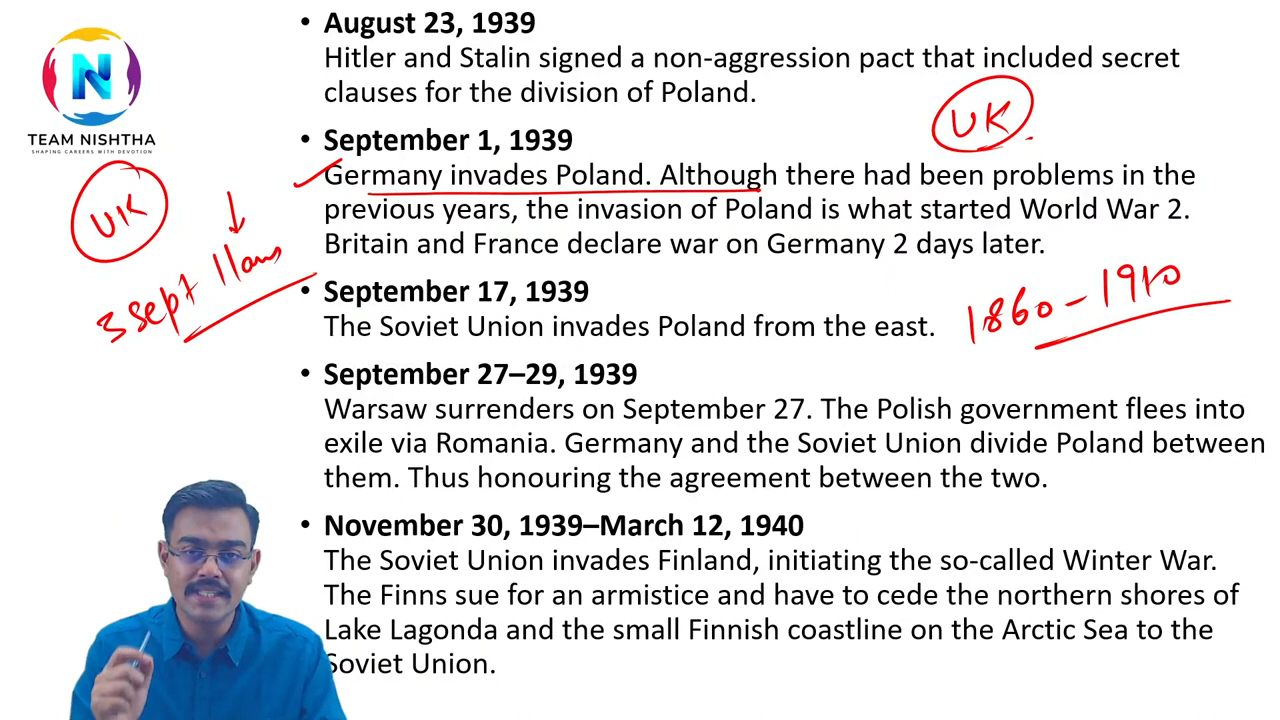 • August 23, 1939
Hitler and Stalin signed a non-aggression pact that included secret
clauses for the division of Poland.
N
TEAM NISHTHA
SHAPING CAREERS WITH DEVOTION
UK
• September 1, 1939
Germany invades Poland. Although there had been problems in the
previous years, the invasion of Poland is what started World War 2.
Britain and France declare war on Germany 2 days later.
UK
3 sept 11am
• September 17, 1939
The Soviet Union invades Poland from the east.
1860 - 1910
• September 27–29, 1939
Warsaw surrenders on September 27. The Polish government flees into
exile via Romania. Germany and the Soviet Union divide Poland between
them. Thus honouring the agreement between the two.
• November 30, 1939–March 12, 1940
The Soviet Union invades Finland, initiating the so-called Winter War.
The Finns sue for an armistice and have to cede the northern shores of
Lake Lagonda and the small Finnish coastline on the Arctic Sea to the
Soviet Union.